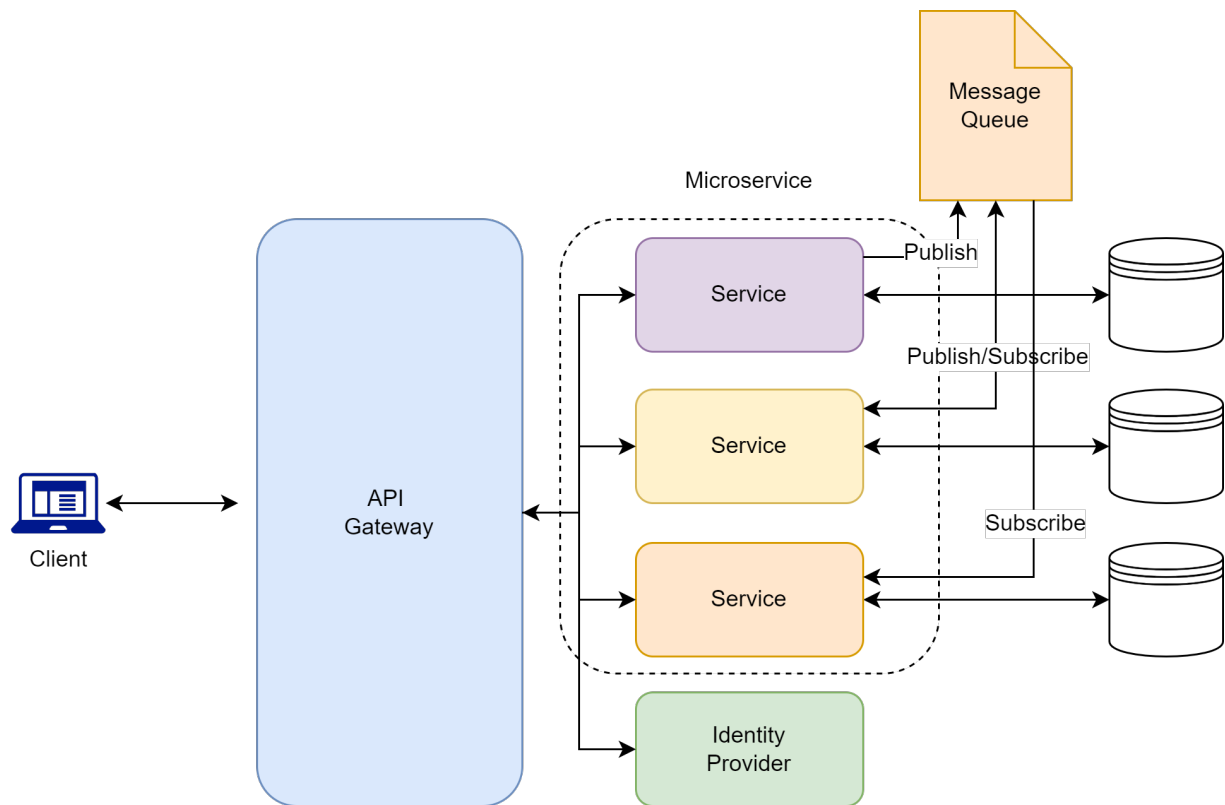 Message
Queue
Microservice
Publish
Service
Publish/Subscribe
Service
API
Gateway
Subscribe
Client
Service
Identity
Provider